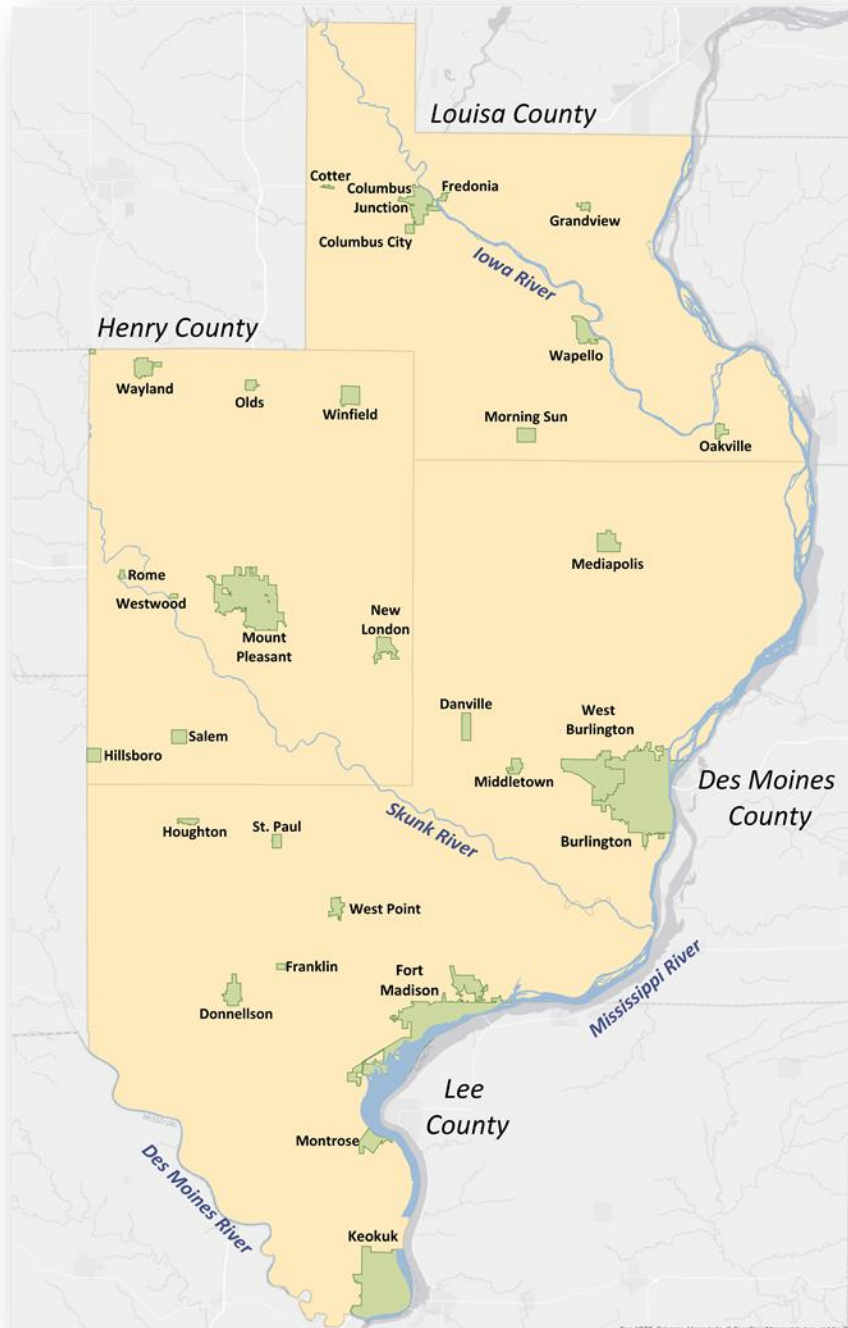 Louisa County
Cotter
Columbus
Junction
Fredonia
Grandview
Columbus City
Iowa River
Henry County
Wapello
Wayland
Olds
Winfield
Morning Sun
Oakville
Mediapolis
Rome
Westwood
Mount
Pleasant
New
London
Danville
West
Burlington
Salem
Hillsboro
Middletown
Des Moines
County
Houghton
St. Paul
Skunk River
Burlington
West Point
Franklin
Fort
Madison
Donnellson
Mississippi River
Lee
County
Montrose
Des Moines River
Keokuk